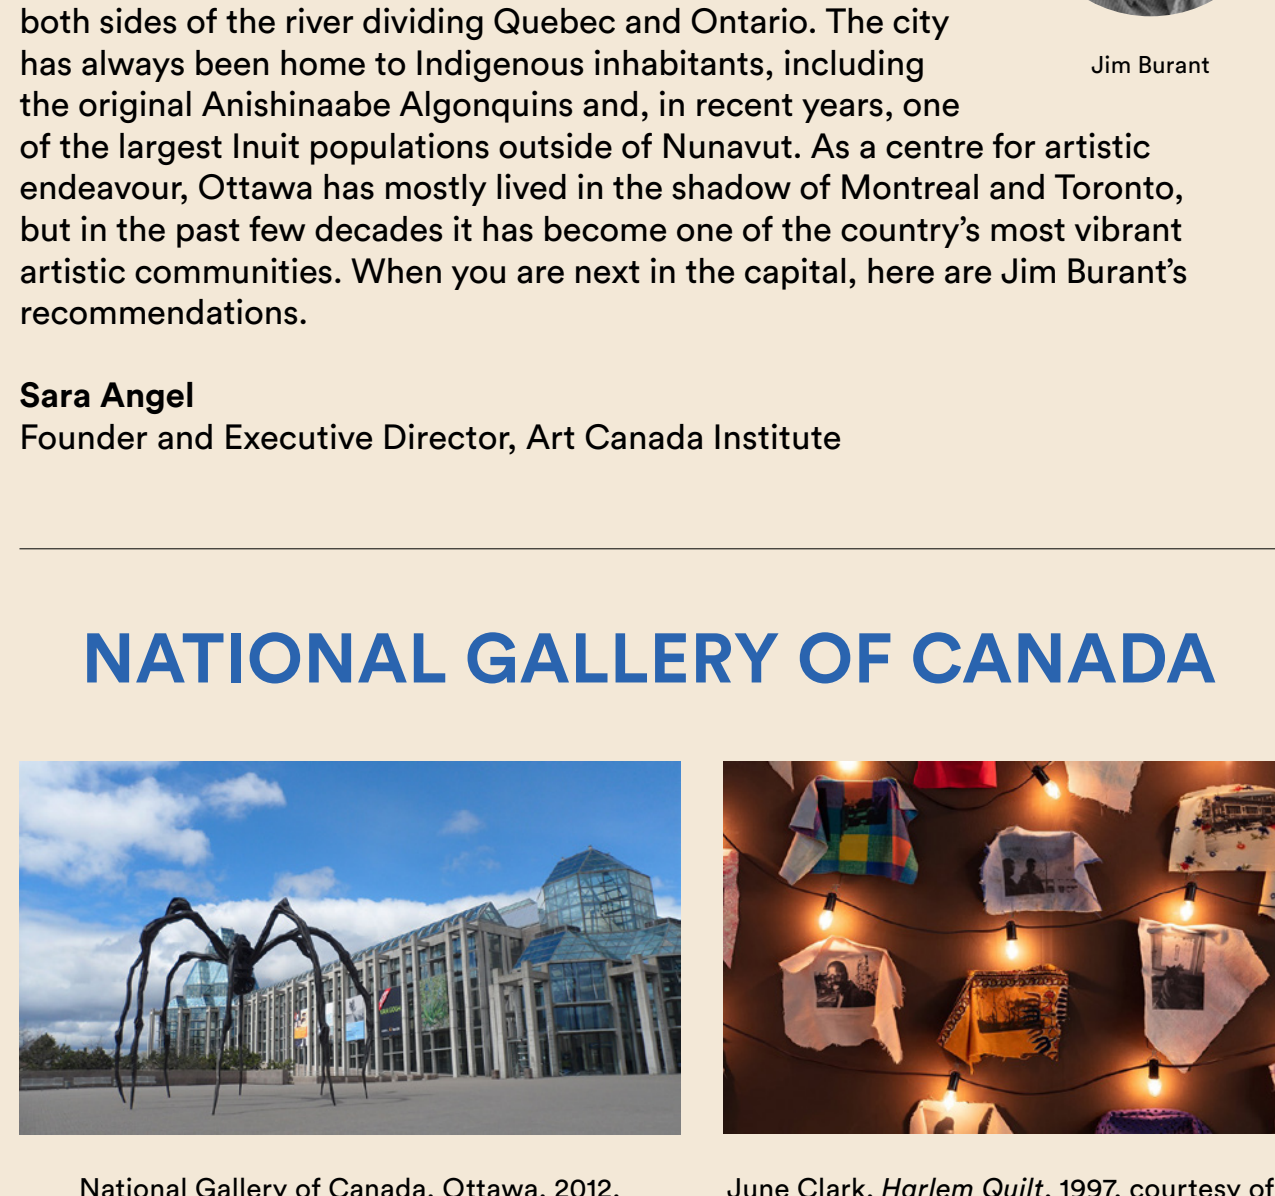 both sides of the river dividing Quebec and Ontario. The city
has always been home to Indigenous inhabitants, including
the original Anishinaabe Algonquins and, in recent years, one
of the largest Inuit populations outside of Nunavut. As a centre for artistic
endeavour, Ottawa has mostly lived in the shadow of Montreal and Toronto,
but in the past few decades it has become one of the country’s most vibrant
artistic communities. When you are next in the capital, here are Jim Burant’s
recommendations.
Jim Burant
Sara Angel
Founder and Executive Director, Art Canada Institute
NATIONAL GALLERY OF CANADA
National Gallery of Canada, Ottawa, 2012,
June Clark, Harlem Quilt, 1997, courtesy of